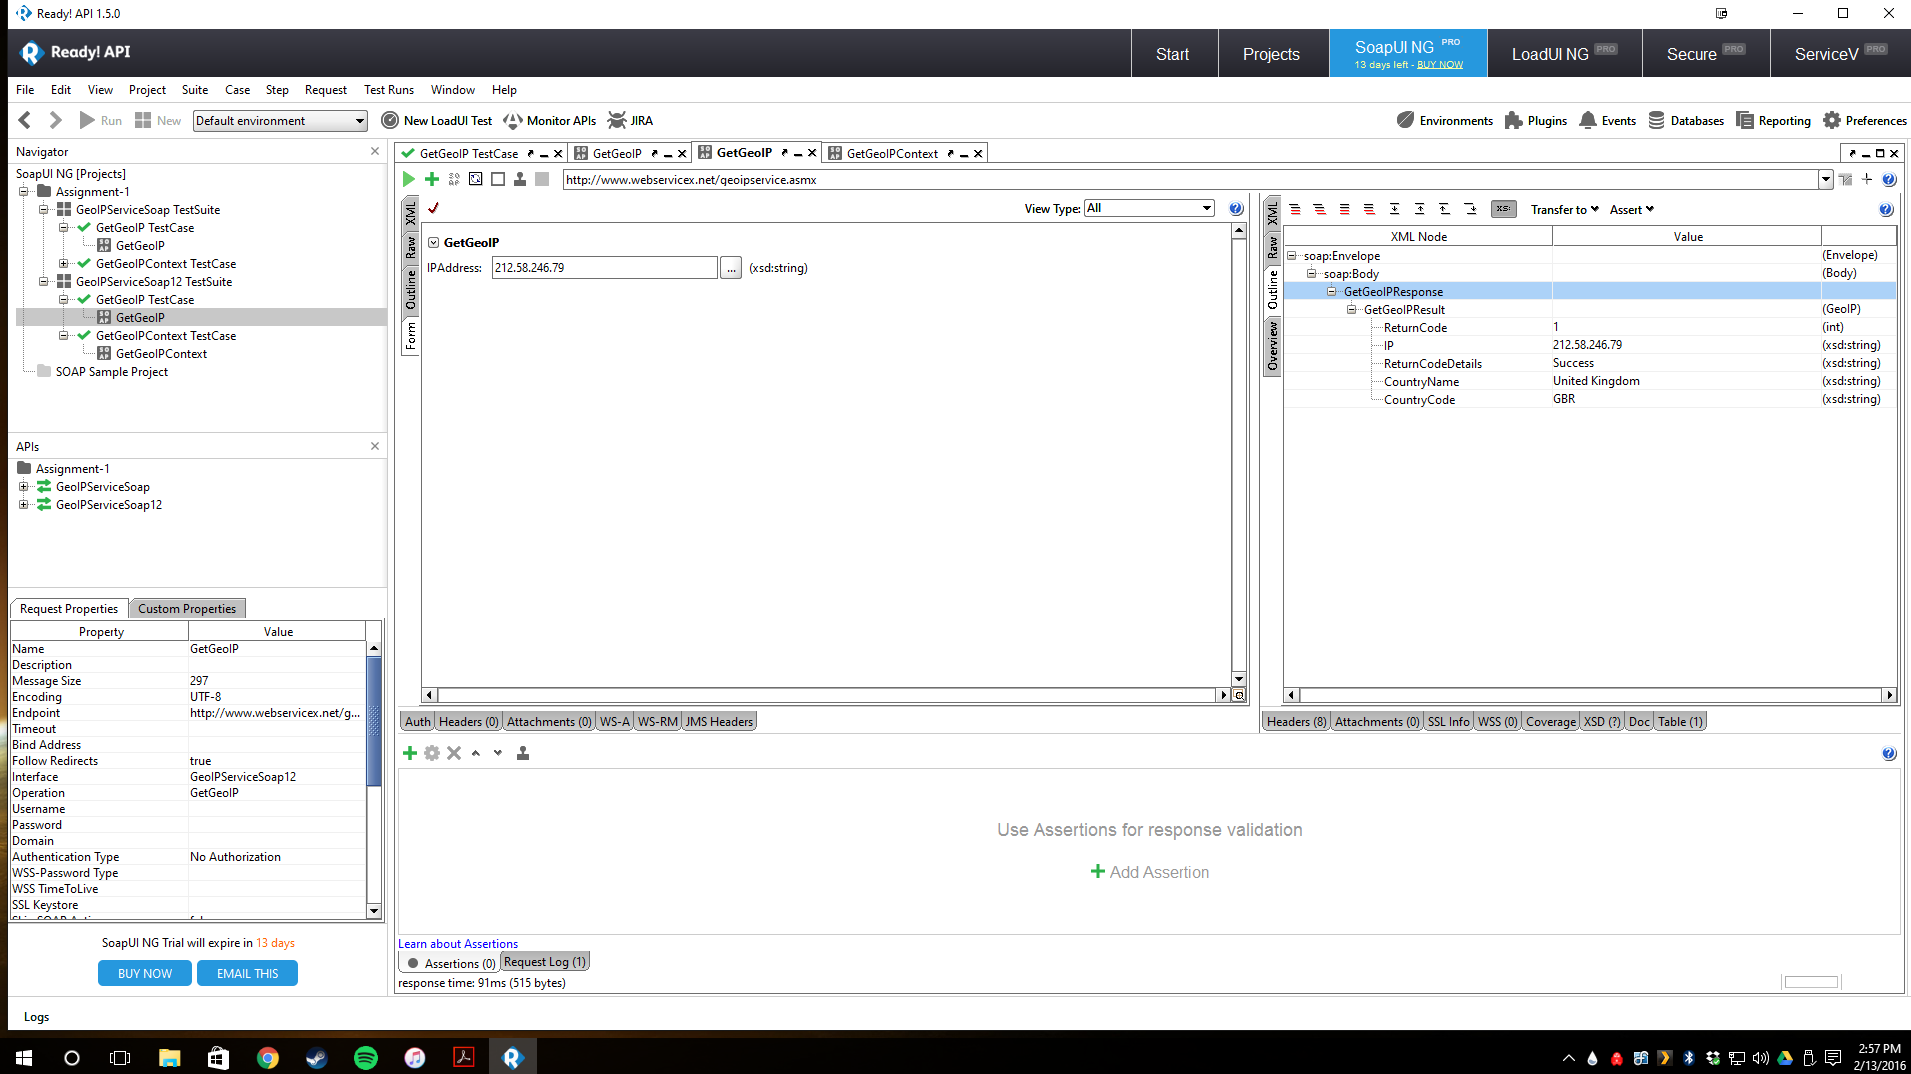 Ready! API 1.5.0
Ready! API
Start
Projects
SoapUI NG PRO
13 days left - BUY NOW
LoadUI NG PRO
Secure PRO
ServiceV PRO
File Edit View Project Suite Case Step Request Test Runs Window Help
Run New Default environment New LoadUI Test Monitor APIs JIRA Environments Plugins Events Databases Reporting Preferences
Navigator
SoapUI NG [Projects]
Assignment-1
GeoIPServiceSoap TestSuite
GetGeoIP TestCase
GetGeoIP
GetGeoIPContext TestCase
GeoIPServiceSoap12 TestSuite
GetGeoIP TestCase
GetGeoIP
GetGeoIPContext TestCase
GetGeoIPContext
SOAP Sample Project
APIs
Assignment-1
GeoIPServiceSoap
GeoIPServiceSoap12
Request Properties Custom Properties
Property Value
Name GetGeoIP
Description
Message Size 297
Encoding UTF-8
Endpoint http://www.webservicex.net/g...
Timeout
Bind Address
Follow Redirects true
Interface GeoIPServiceSoap12
Operation GetGeoIP
Username
Password
Domain
Authentication Type No Authorization
WSS-Password Type
WSS TimeToLive
SSL Keystore
SoapUI NG Trial will expire in 13 days
BUY NOW EMAIL THIS
Logs
GetGeoIP TestCase GetGeoIP GetGeoIP GetGeoIPContext
http://www.webservicex.net/geoipservice.asmx
XML
Raw
Outline
Form
View Type: All
GetGeoIP
IPAddress: 212.58.246.79 ... (xsd:string)
Auth Headers (0) Attachments (0) WS-A WS-RM JMS Headers
XML
Raw
Outline
Overview
XS: Transfer to Assert
XML Node Value
soap:Envelope (Envelope)
soap:Body (Body)
GetGeoIPResponse
GetGeoIPResult (GeoIP)
ReturnCode 1 (int)
IP 212.58.246.79 (xsd:string)
ReturnCodeDetails Success (xsd:string)
CountryName United Kingdom (xsd:string)
CountryCode GBR (xsd:string)
Headers (8) Attachments (0) SSL Info WSS (0) Coverage XSD (?) Doc Table (1)
Use Assertions for response validation
Add Assertion
Learn about Assertions
Assertions (0) Request Log (1)
response time: 91ms (515 bytes)
2:57 PM
2/13/2016